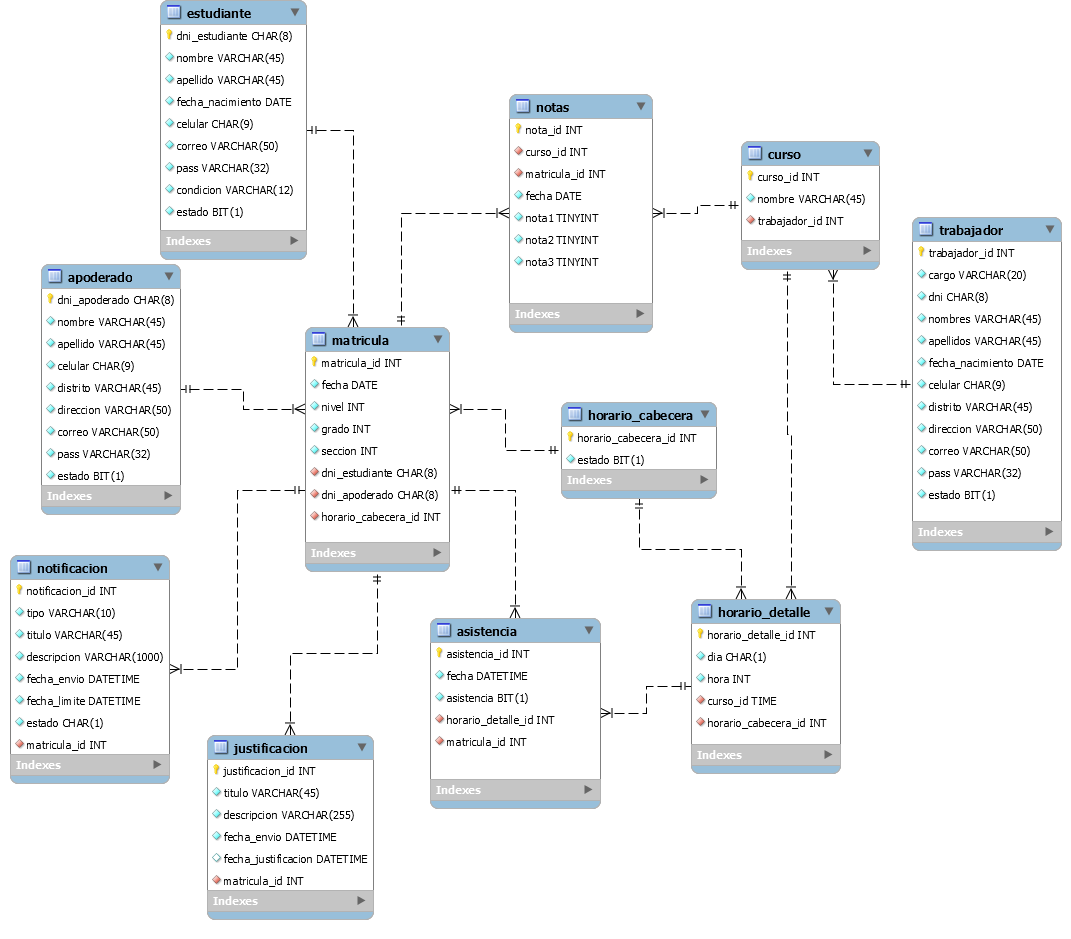 estudiante
dni_estudiante CHAR(8)
nombre VARCHAR(45)
apellido VARCHAR(45)
fecha_nacimiento DATE
celular CHAR(9)
correo VARCHAR(50)
pass VARCHAR(32)
condicion VARCHAR(12)
estado BIT(1)
Indexes
notas
nota_id INT
curso_id INT
matricula_id INT
fecha DATE
nota1 TINYINT
nota2 TINYINT
nota3 TINYINT
Indexes
curso
curso_id INT
nombre VARCHAR(45)
trabajador_id INT
Indexes
trabajador
trabajador_id INT
cargo VARCHAR(20)
dni CHAR(8)
nombres VARCHAR(45)
apellidos VARCHAR(45)
fecha_nacimiento DATE
celular CHAR(9)
distrito VARCHAR(45)
direccion VARCHAR(50)
correo VARCHAR(50)
pass VARCHAR(32)
estado BIT(1)
Indexes
apoderado
dni_apoderado CHAR(8)
nombre VARCHAR(45)
apellido VARCHAR(45)
celular CHAR(9)
distrito VARCHAR(45)
direccion VARCHAR(50)
correo VARCHAR(50)
pass VARCHAR(32)
estado BIT(1)
Indexes
matricula
matricula_id INT
fecha DATE
nivel INT
grado INT
seccion INT
dni_estudiante CHAR(8)
dni_apoderado CHAR(8)
horario_cabecera_id INT
Indexes
horario_cabecera
horario_cabecera_id INT
estado BIT(1)
Indexes
notificacion
notificacion_id INT
tipo VARCHAR(10)
titulo VARCHAR(45)
descripcion VARCHAR(1000)
fecha_envio DATETIME
fecha_limite DATETIME
estado CHAR(1)
matricula_id INT
Indexes
asistencia
asistencia_id INT
fecha DATETIME
asistencia BIT(1)
horario_detalle_id INT
matricula_id INT
Indexes
horario_detalle
horario_detalle_id INT
dia CHAR(1)
hora INT
curso_id TIME
horario_cabecera_id INT
Indexes
justificacion
justificacion_id INT
titulo VARCHAR(45)
descripcion VARCHAR(255)
fecha_envio DATETIME
fecha_justificacion DATETIME
matricula_id INT
Indexes